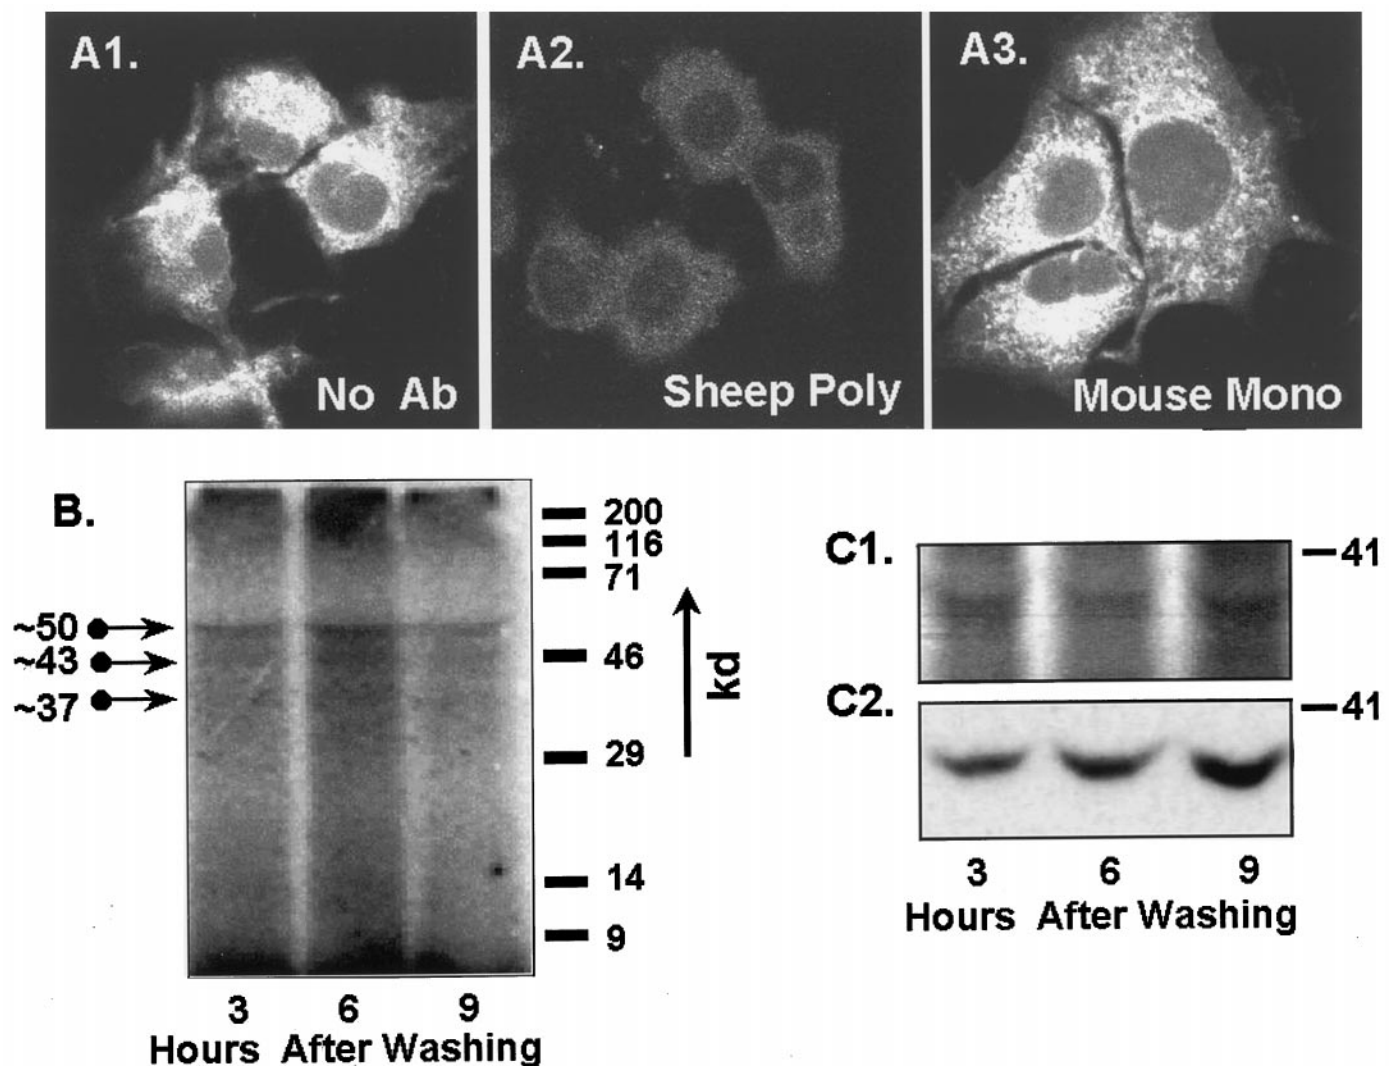 A1.
No Ab
A2.
Sheep Poly
A3.
Mouse Mono
B.
200
116
71
~50
~43
46
~37
29
14
9
kd
3 6 9
Hours After Washing
C1.
41
C2.
41
3 6 9
Hours After Washing